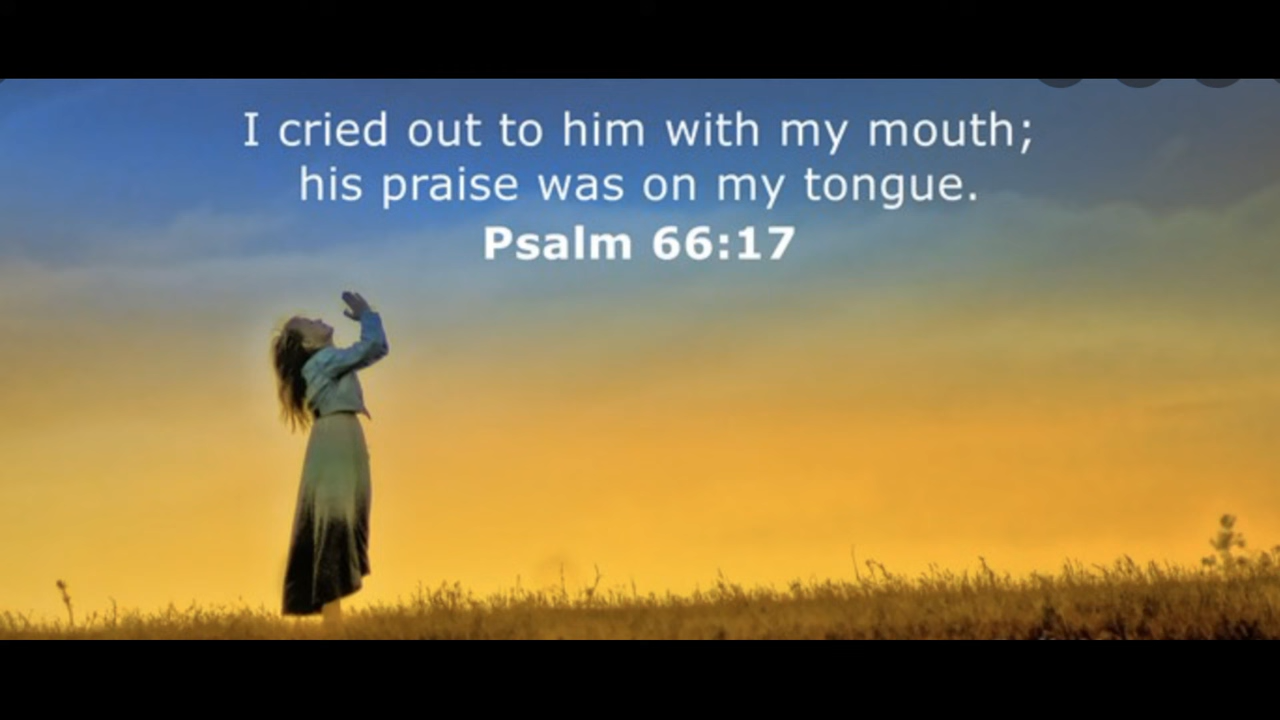 I cried out to him with my mouth;
his praise was on my tongue.
Psalm 66:17